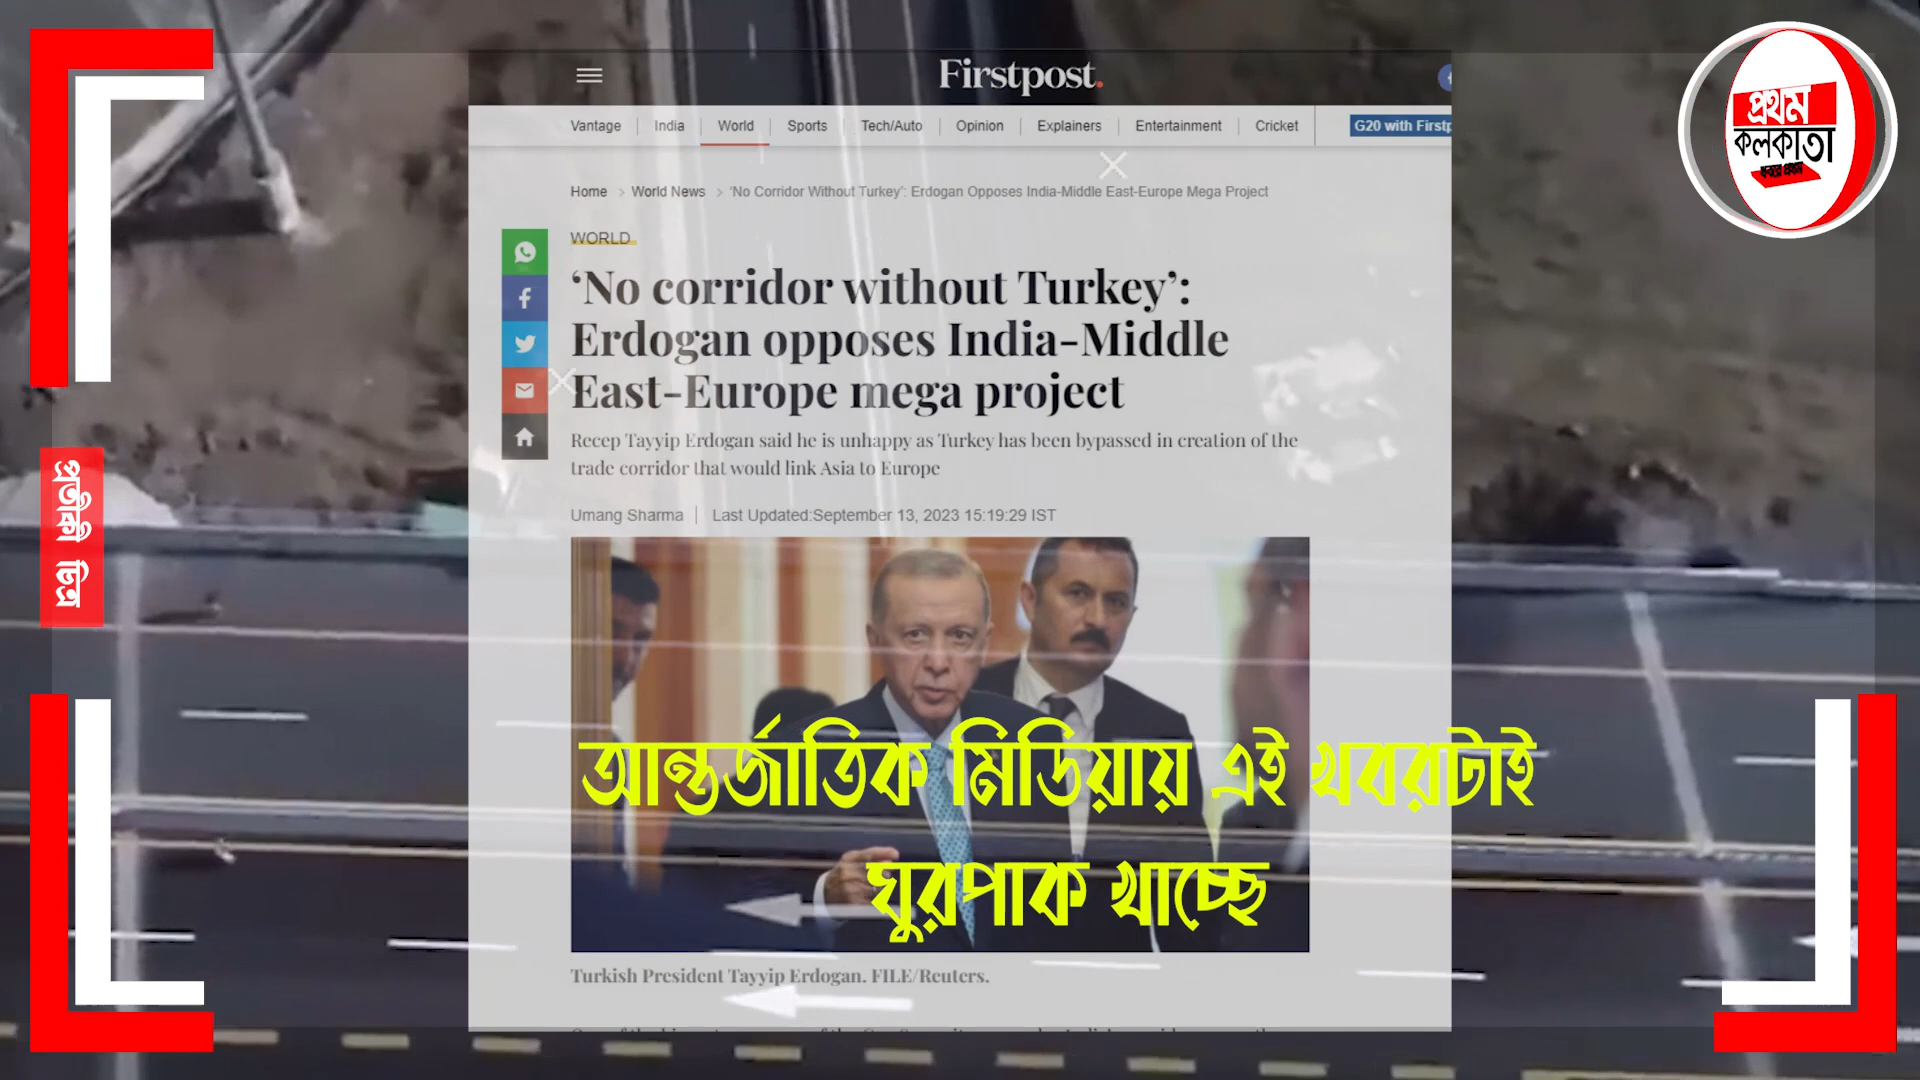 Firstpost.
Vantage India World Sports Tech/Auto Opinion Explainers Entertainment Cricket G20 with Firstp
Home > World News > 'No Corridor Without Turkey': Erdogan Opposes India-Middle East-Europe Mega Project
WORLD
‘No corridor without Turkey’:
Erdogan opposes India-Middle
East-Europe mega project
Recep Tayyip Erdogan said he is unhappy as Turkey has been bypassed in creation of the
trade corridor that would link Asia to Europe
Umang Sharma | Last Updated:September 13, 2023 15:19:29 IST
আন্তর্জাতিক মিডিয়ায় এই খবরটাই
ঘুরপাক খাচ্ছে
Turkish President Tayyip Erdogan. FILE/Reuters.
প্রথম
কলকাতা
খবরে প্রথম
প্রতীকী চিত্র